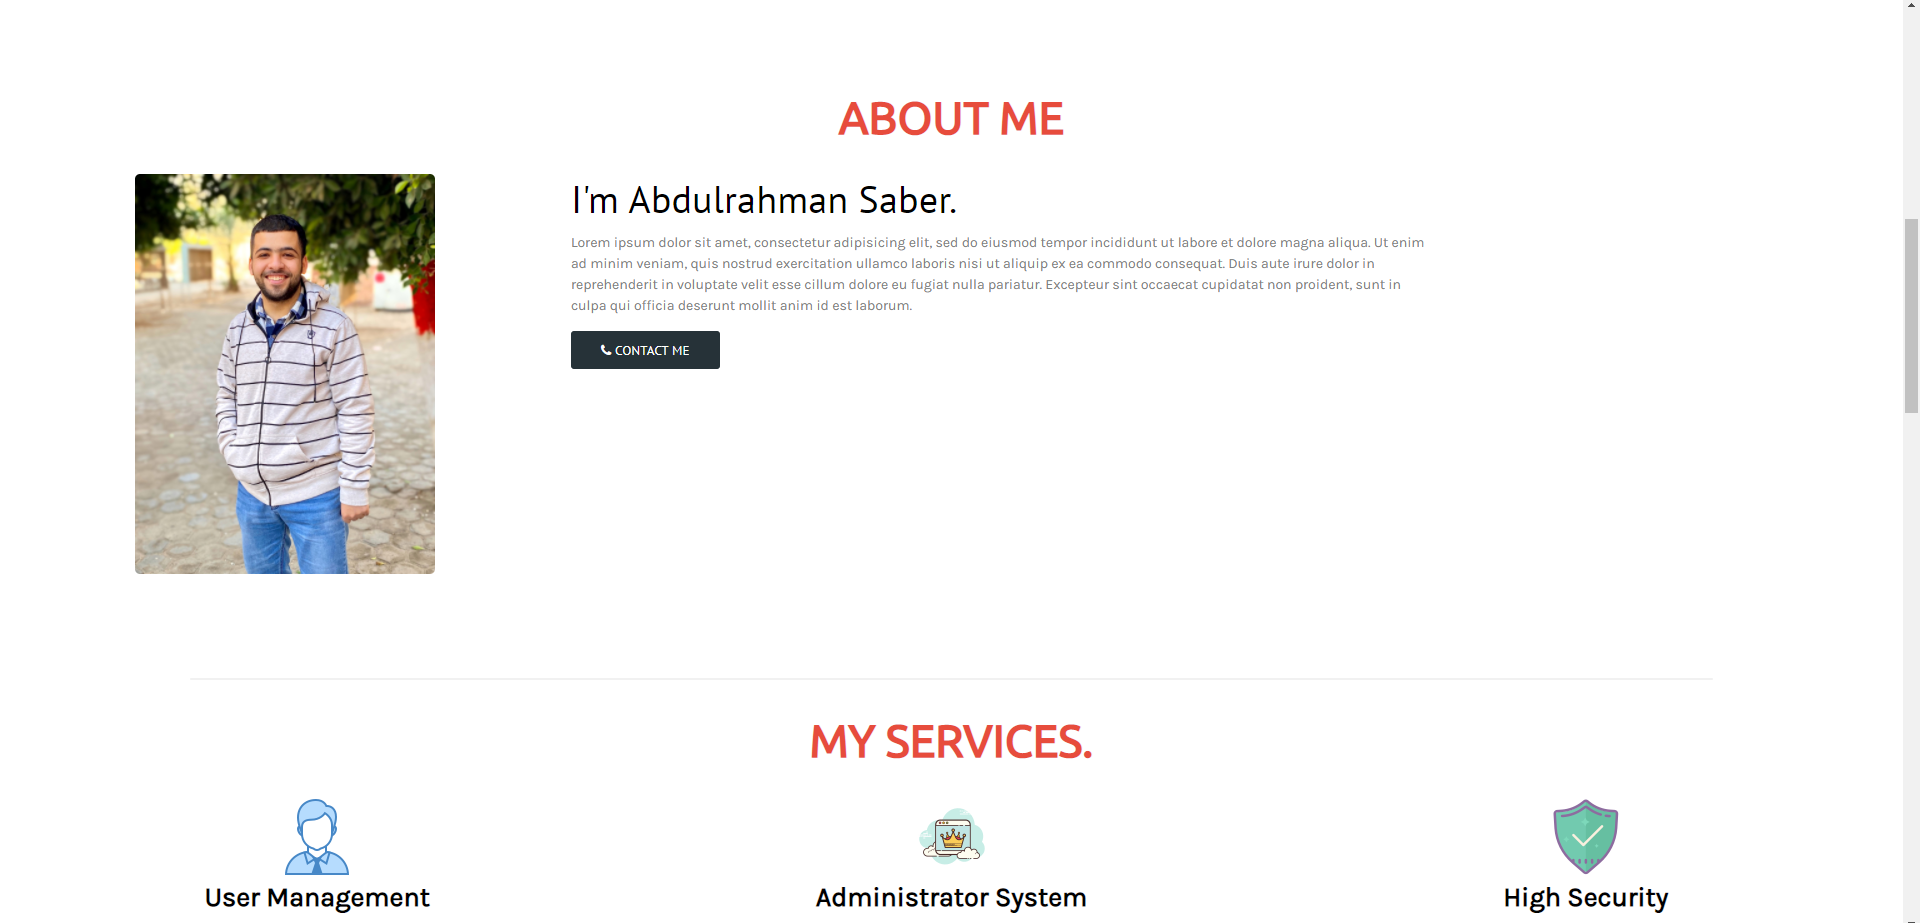 ABOUT ME
I'm Abdulrahman Saber.
Lorem ipsum dolor sit amet, consectetur adipisicing elit, sed do eiusmod tempor incididunt ut labore et dolore magna aliqua. Ut enim
ad minim veniam, quis nostrud exercitation ullamco laboris nisi ut aliquip ex ea commodo consequat. Duis aute irure dolor in
reprehenderit in voluptate velit esse cillum dolore eu fugiat nulla pariatur. Excepteur sint occaecat cupidatat non proident, sunt in
culpa qui officia deserunt mollit anim id est laborum.
CONTACT ME
MY SERVICES.
User Management
Administrator System
High Security